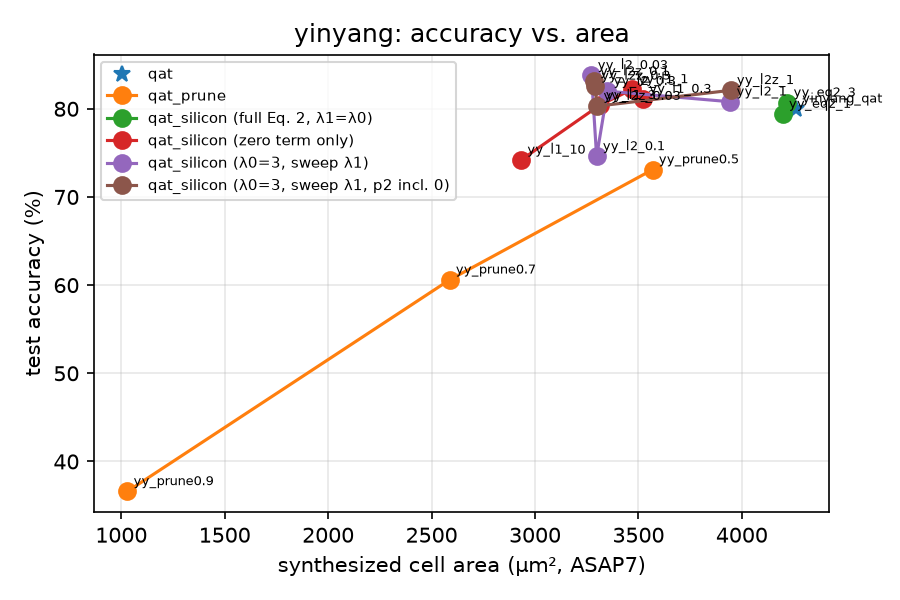 yinyang: accuracy vs. area
qat
qat_prune
qat_silicon (full Eq. 2, λ1=λ0)
qat_silicon (zero term only)
qat_silicon (λ0=3, sweep λ1)
qat_silicon (λ0=3, sweep λ1, p2 incl. 0)
yy_l2_0.03
yy_l2z_1
yy_l2_1
yy_eq2_3
yinyang_qat
yy_eq2_1
yy_l1_10
yy_l2_0.1
yy_prune0.5
yy_prune0.7
yy_prune0.9
80
70
60
50
40
test accuracy (%)
1000
1500
2000
2500
3000
3500
4000
synthesized cell area (μm², ASAP7)